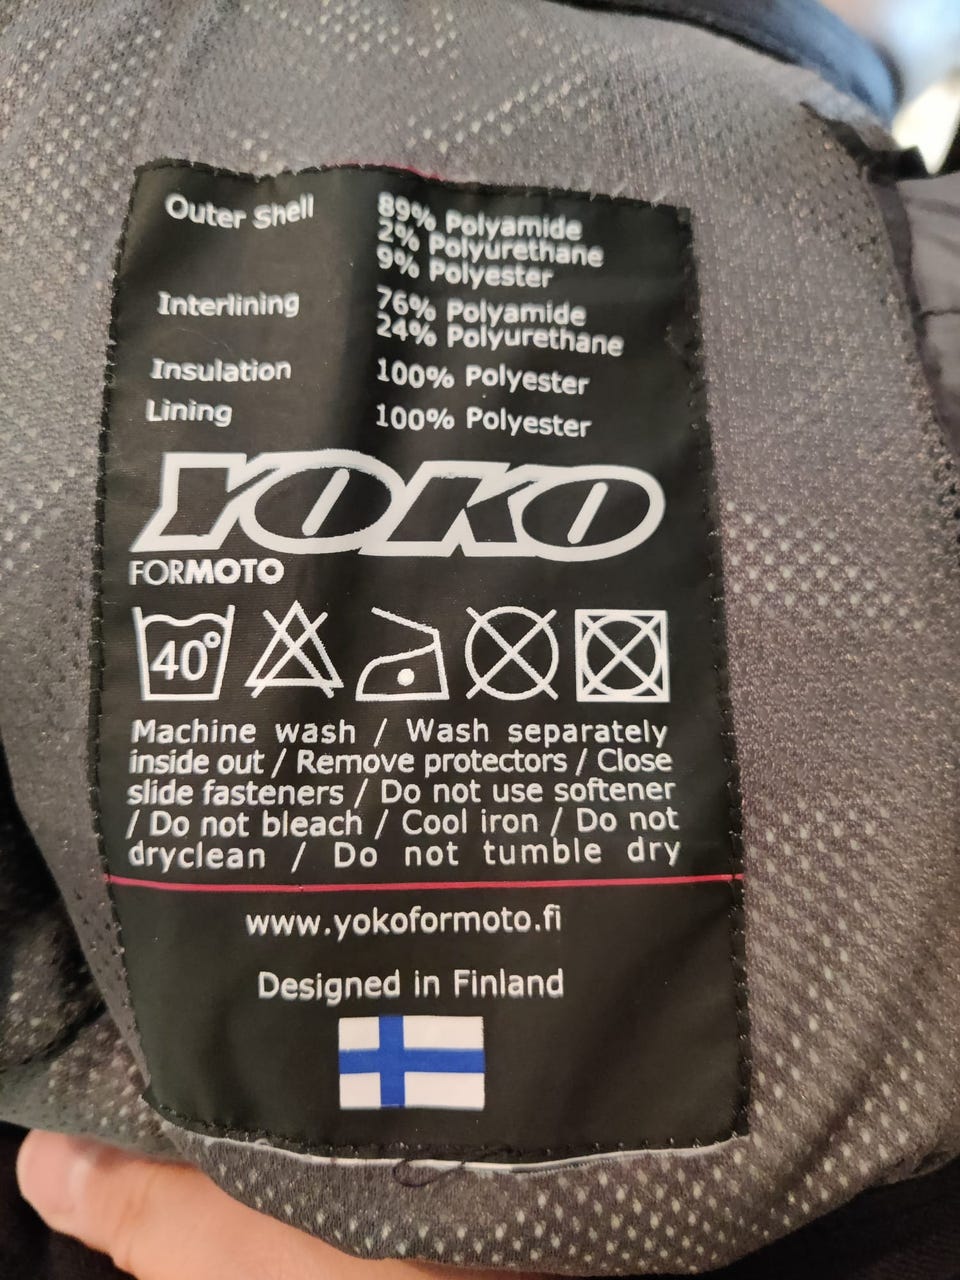 Outer Shell 89% Polyamide
2% Polyurethane
9% Polyester
Interlining 76% Polyamide
24% Polyurethane
Insulation 100% Polyester
Lining 100% Polyester
YOKO
FORMOTO
40°
Machine wash / Wash separately
inside out / Remove protectors / Close
slide fasteners / Do not use softener
/ Do not bleach / Cool iron / Do not
dryclean / Do not tumble dry
www.yokoformoto.fi
Designed in Finland